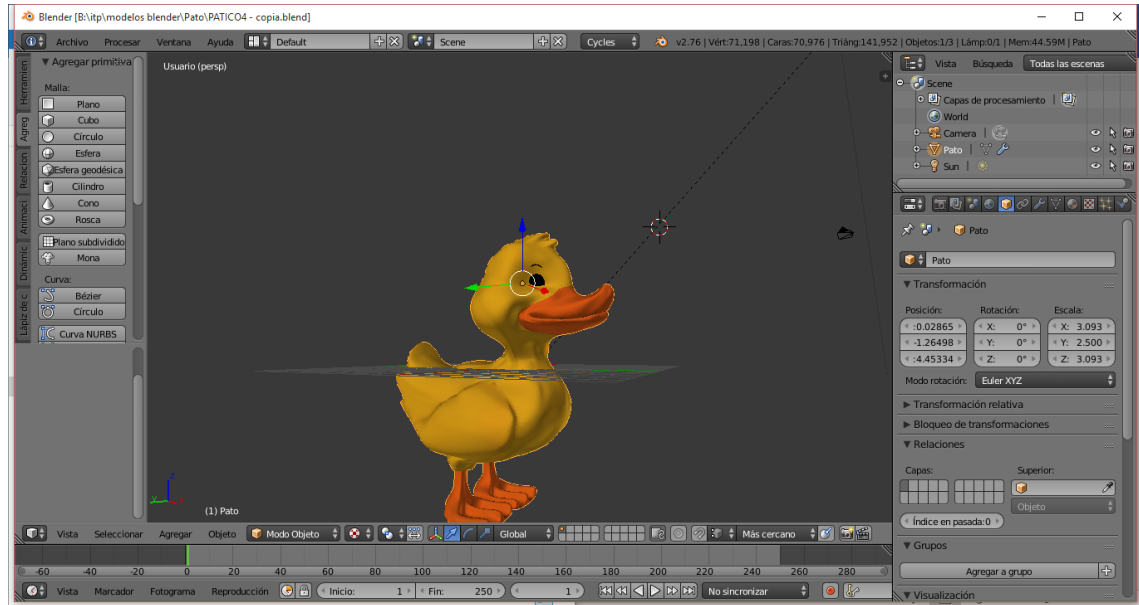 Blender [B:\itp\modelos blender\Pato\PATICO4 - copia.blend]
Archivo Procesar Ventana Ayuda Default Scene Cycles v2.76 | Vért:71,198 | Caras:70,976 | Triáng:141,952 | Objetos:1/3 | Lámp:0/1 | Mem:44.59M | Pato
Herramien
Agreg
Relacion
Animaci
Dinámic
Lápiz de c
Agregar primitiva
Malla:
Plano
Cubo
Círculo
Esfera
Esfera geodésica
Cilindro
Cono
Rosca
Plano subdividido
Mona
Curva:
Bézier
Círculo
Curva NURBS
Usuario (persp)
z
y
(1) Pato
Vista Seleccionar Agregar Objeto Modo Objeto Global Más cercano
-60 -40 -20 0 20 40 60 80 100 120 140 160 180 200 220 240 260 280
Vista Marcador Fotograma Reproducción Inicio: 1 Fin: 250 1 No sincronizar
Vista Búsqueda Todas las escenas
Scene
Capas de procesamiento |
World
Camera |
Pato |
Sun |
Pato
Pato
Transformación
Posición: Rotación: Escala:
:0.02865 X: 0° X: 3.093
-1.26498 Y: 0° Y: 2.500
:4.45334 Z: 0° Z: 3.093
Modo rotación: Euler XYZ
Transformación relativa
Bloqueo de transformaciones
Relaciones
Capas: Superior:
Objeto
Índice en pasada:0
Grupos
Agregar a grupo
Visualización